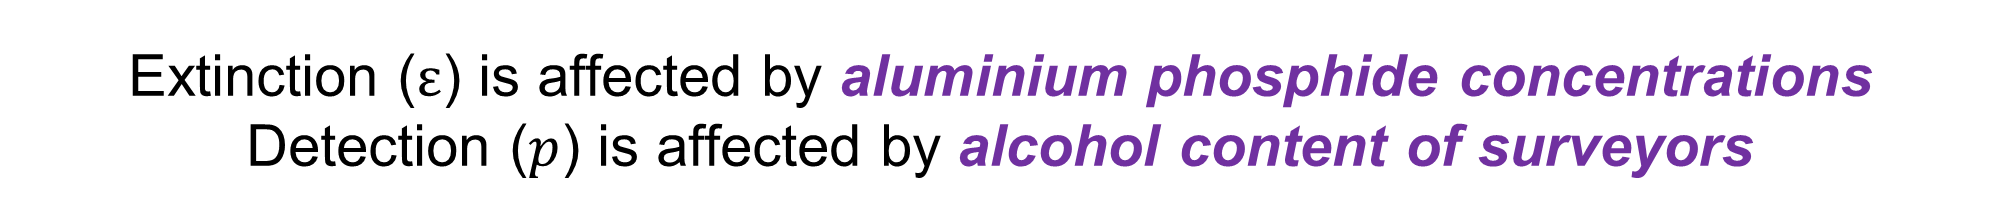 Extinction (ε) is affected by aluminium phosphide concentrations
Detection (p) is affected by alcohol content of surveyors